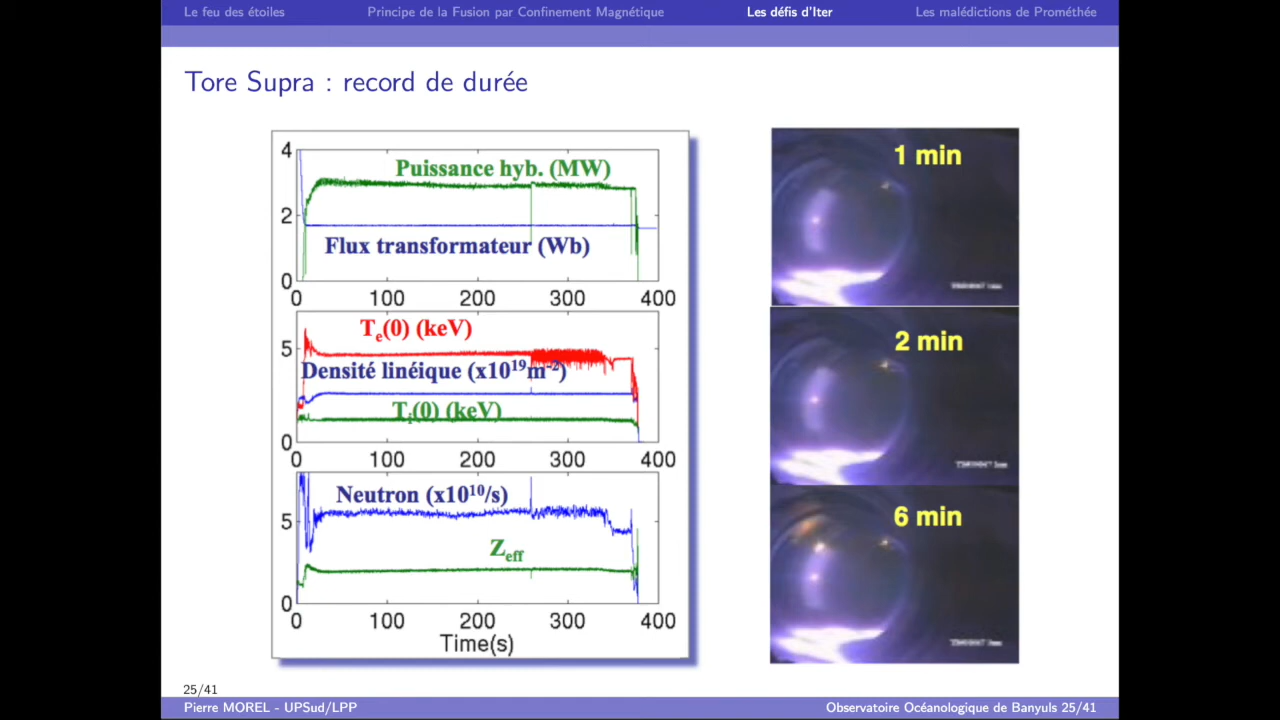 Le feu des étoiles Principe de la Fusion par Confinement Magnétique Les défis d'Iter Les malédictions de Prométhée
Tore Supra : record de durée
4
Puissance hyb. (MW)
2
Flux transformateur (Wb)
0
0 100 200 300 400
Te(0) (keV)
5
Densité linéique (x10¹⁹m⁻²)
Ti(0) (keV)
0
0 100 200 300 400
Neutron (x10¹⁰/s)
5
Zeff
0
0 100 200 300 400
Time(s)
1 min
2 min
6 min
25/41
Pierre MOREL - UPSud/LPP Observatoire Océanologique de Banyuls 25/41